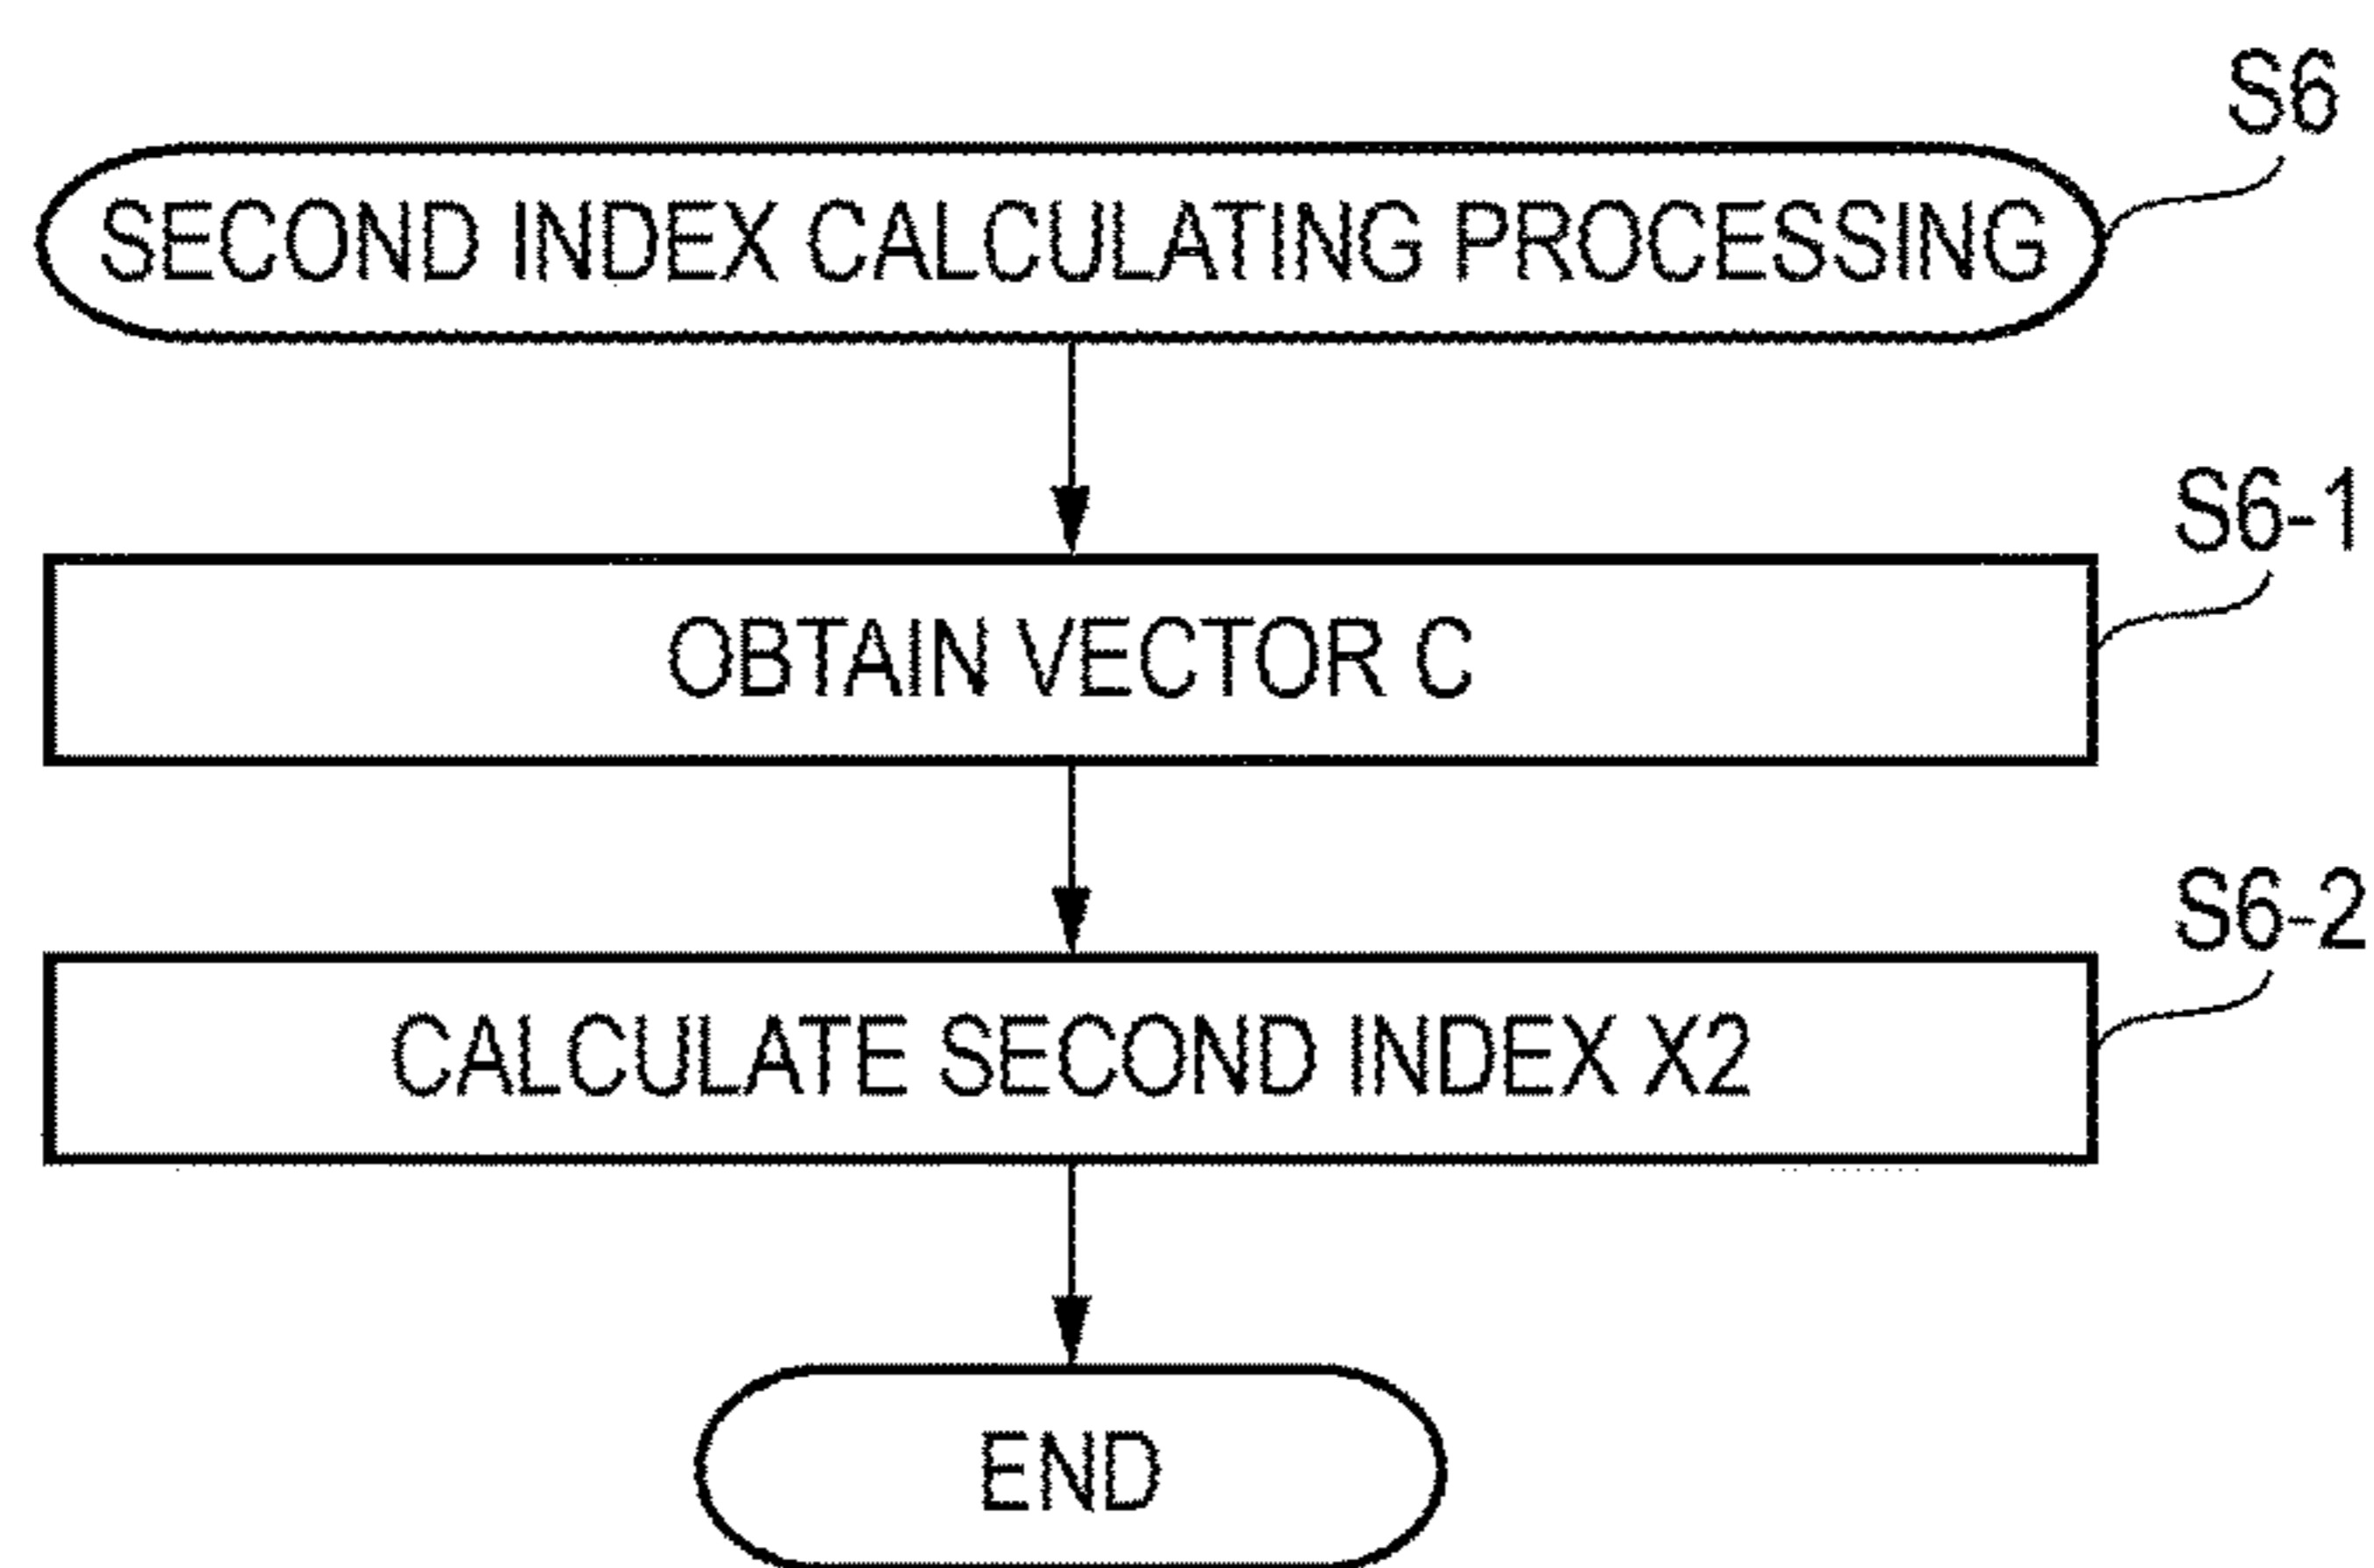 S6
SECOND INDEX CALCULATING PROCESSING
S6-1
OBTAIN VECTOR C
S6-2
CALCULATE SECOND INDEX X2
END